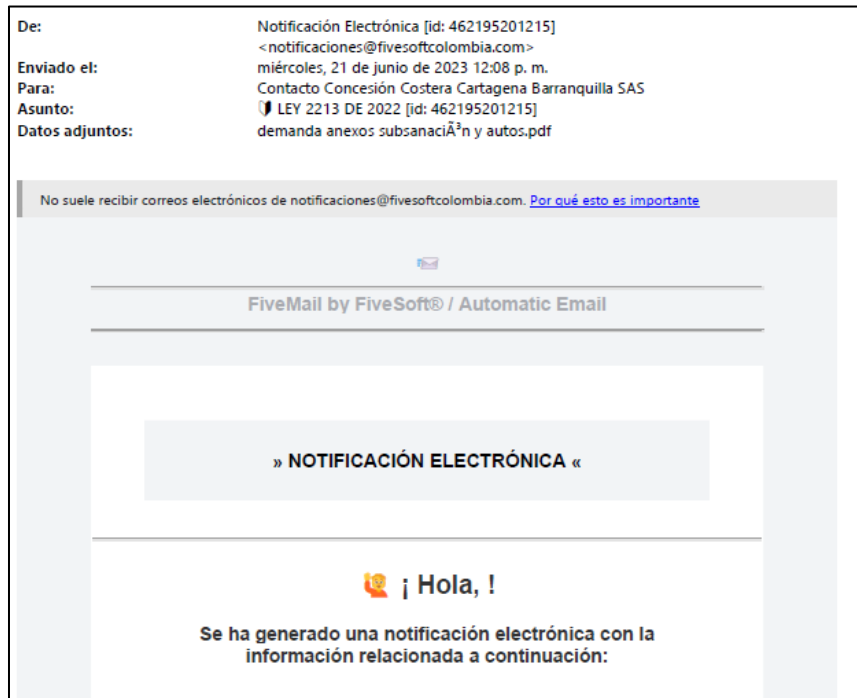 De: Notificación Electrónica [id: 462195201215]
<notificaciones@fivesoftcolombia.com>
Enviado el: miércoles, 21 de junio de 2023 12:08 p. m.
Para: Contacto Concesión Costera Cartagena Barranquilla SAS
Asunto: LEY 2213 DE 2022 [id: 462195201215]
Datos adjuntos: demanda anexos subsanaciÃ³n y autos.pdf
No suele recibir correos electrónicos de notificaciones@fivesoftcolombia.com. Por qué esto es importante
FiveMail by FiveSoft® / Automatic Email
» NOTIFICACIÓN ELECTRÓNICA «
¡ Hola, !
Se ha generado una notificación electrónica con la
información relacionada a continuación: